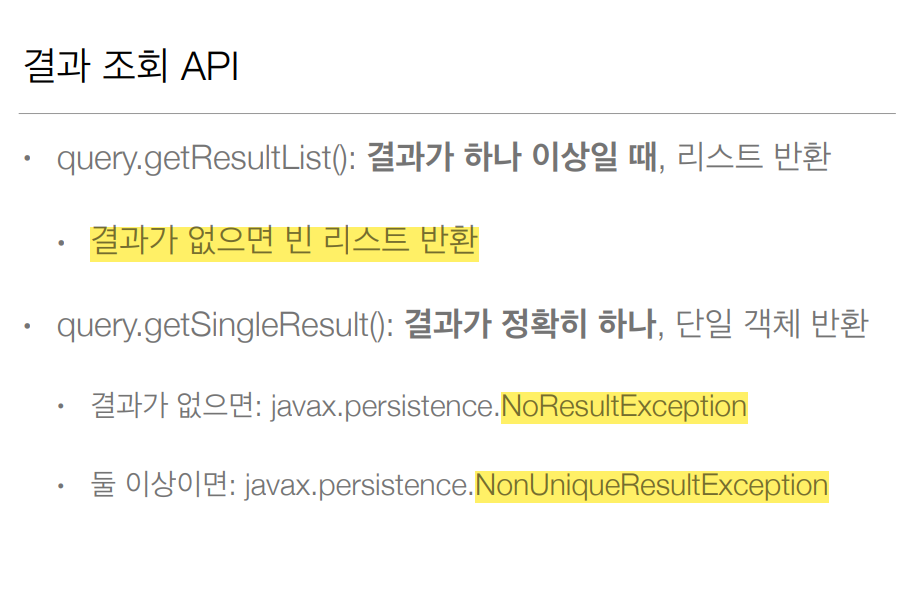 결과 조회 API
• query.getResultList(): 결과가 하나 이상일 때, 리스트 반환
• 결과가 없으면 빈 리스트 반환
• query.getSingleResult(): 결과가 정확히 하나, 단일 객체 반환
• 결과가 없으면: javax.persistence.NoResultException
• 둘 이상이면: javax.persistence.NonUniqueResultException